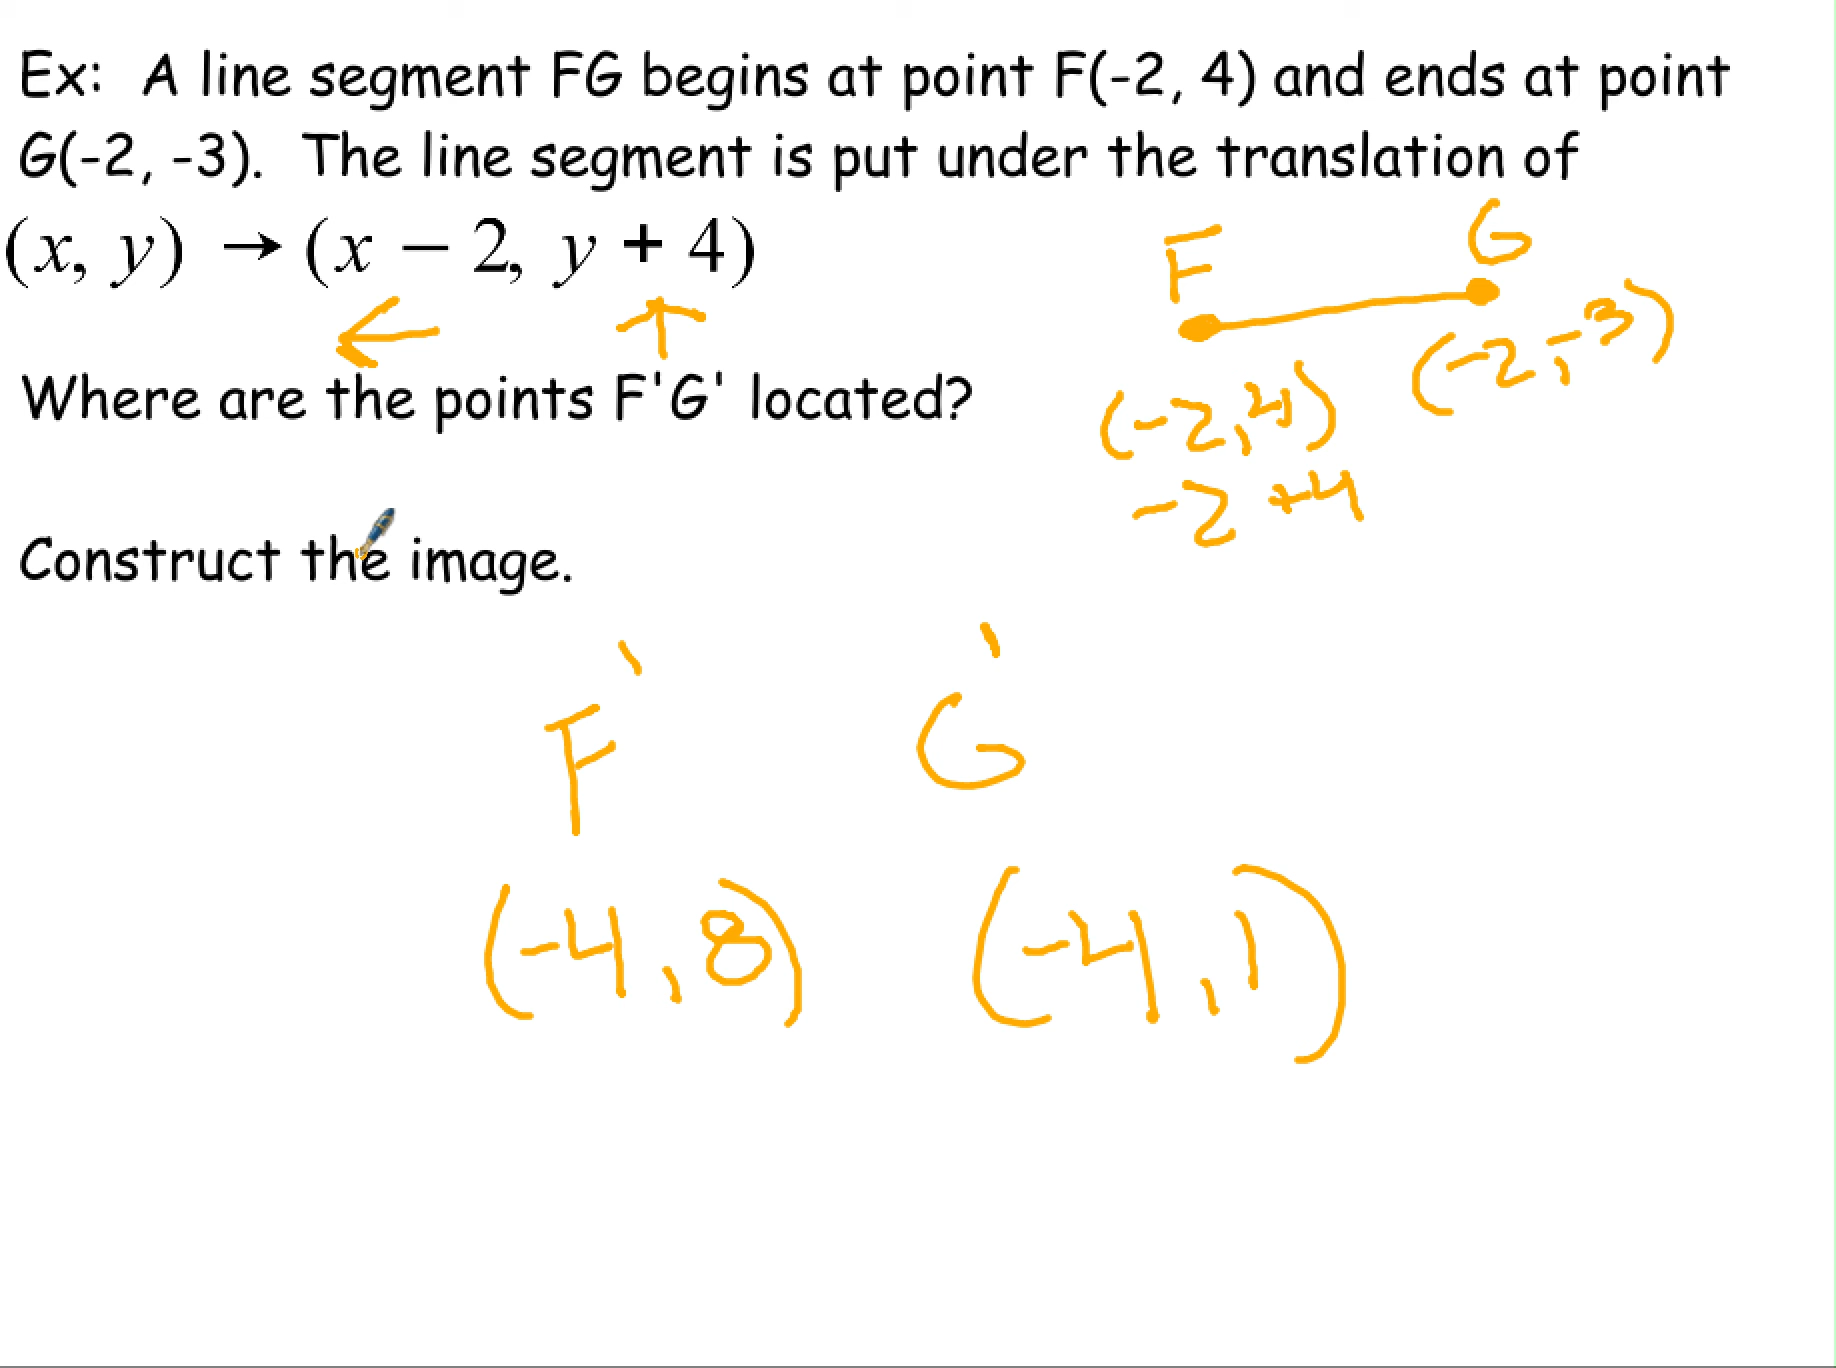 Ex: A line segment FG begins at point F(-2, 4) and ends at point
G(-2, -3). The line segment is put under the translation of
(x, y) → (x − 2, y + 4)
F G
(-2,4) (-2,-3)
-2 +4
Where are the points F'G' located?
Construct the image.
F' G'
(-4,8) (-4,1)